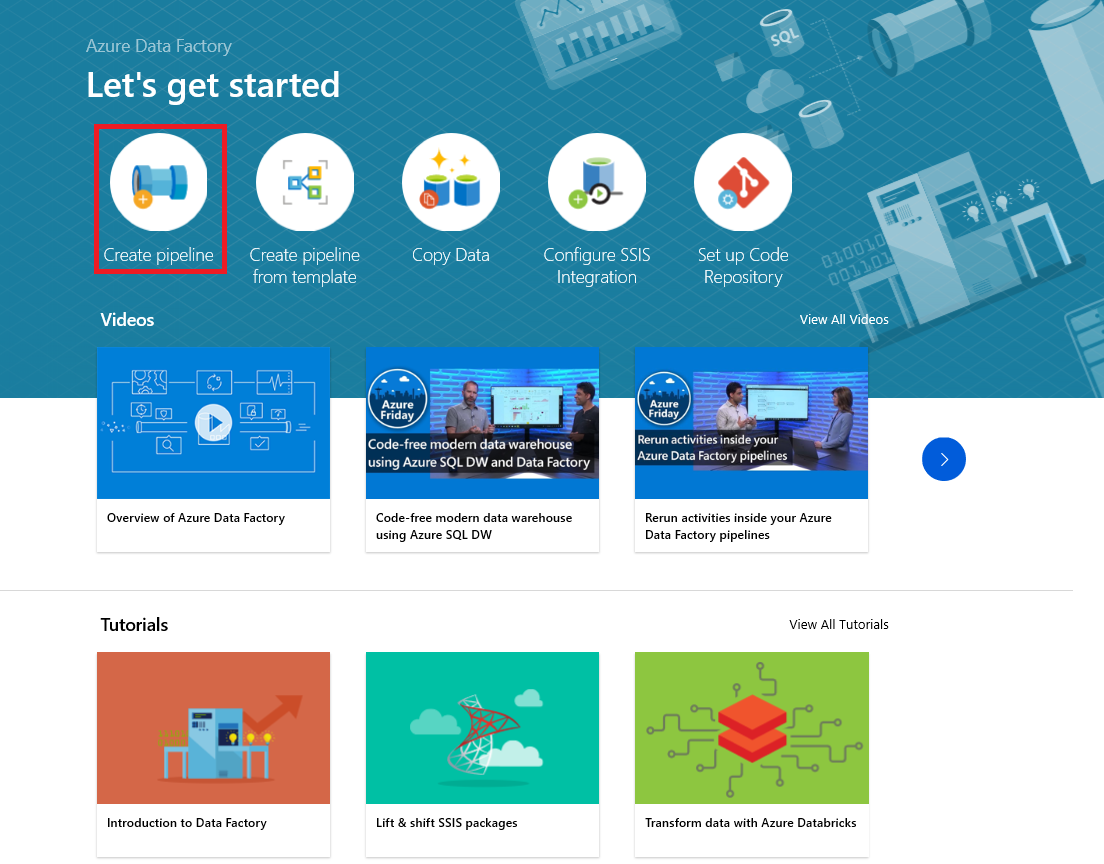 SQL
Azure Data Factory
Let's get started
Create pipeline
Create pipeline
from template
Copy Data
Configure SSIS
Integration
Set up Code
Repository
Videos
View All Videos
Azure
Friday
Code-free modern data warehouse
using Azure SQL DW and Data Factory
Azure
Friday
Rerun activities inside your
Azure Data Factory pipelines
Overview of Azure Data Factory
Code-free modern data warehouse
using Azure SQL DW
Rerun activities inside your Azure
Data Factory pipelines
Tutorials
View All Tutorials
Introduction to Data Factory
Lift & shift SSIS packages
Transform data with Azure Databricks